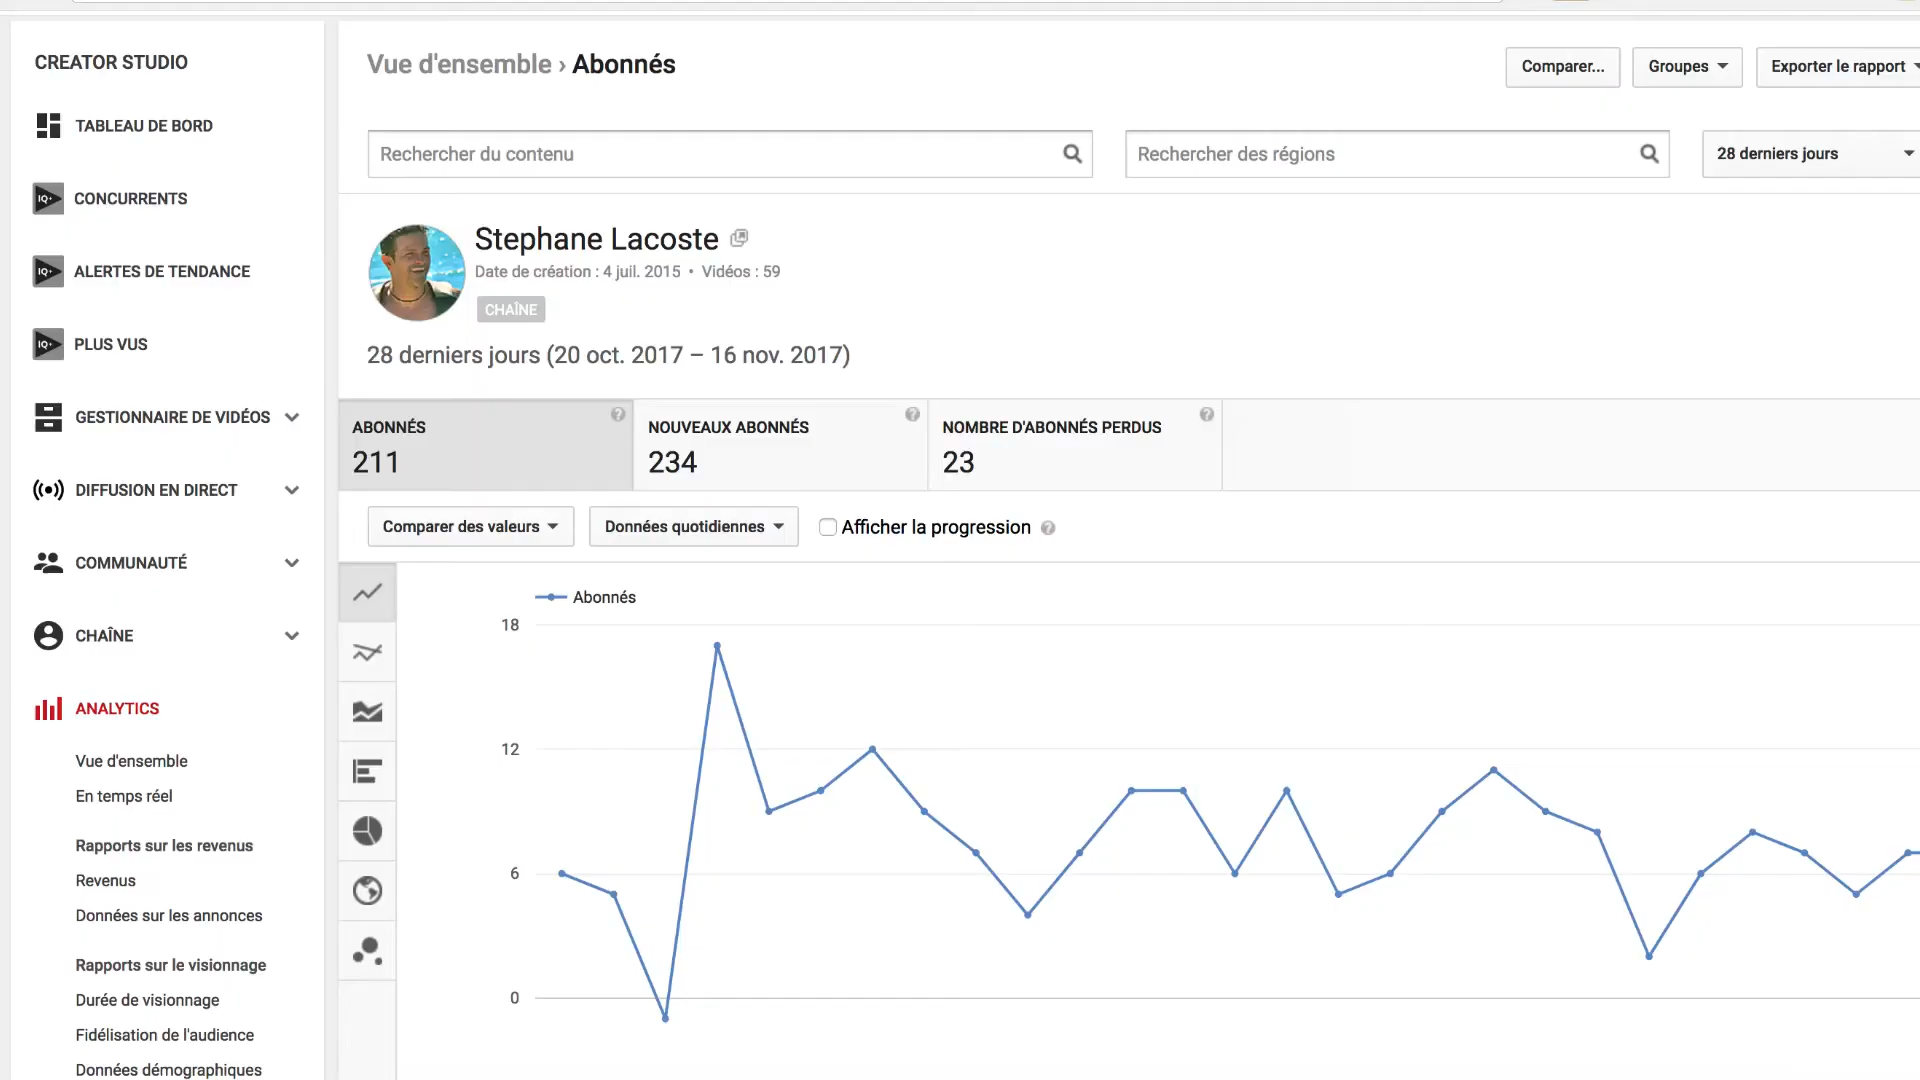 CREATOR STUDIO
TABLEAU DE BORD
IQ+ CONCURRENTS
IQ+ ALERTES DE TENDANCE
IQ+ PLUS VUS
GESTIONNAIRE DE VIDÉOS
DIFFUSION EN DIRECT
COMMUNAUTÉ
CHAÎNE
ANALYTICS
Vue d'ensemble
En temps réel
Rapports sur les revenus
Revenus
Données sur les annonces
Rapports sur le visionnage
Durée de visionnage
Fidélisation de l'audience
Données démographiques
Vue d'ensemble › Abonnés
Comparer... Groupes Exporter le rapport
Rechercher du contenu Rechercher des régions 28 derniers jours
Stephane Lacoste
Date de création : 4 juil. 2015 • Vidéos : 59
CHAÎNE
28 derniers jours (20 oct. 2017 – 16 nov. 2017)
ABONNÉS ? NOUVEAUX ABONNÉS ? NOMBRE D'ABONNÉS PERDUS ?
211 234 23
Comparer des valeurs Données quotidiennes Afficher la progression ?
Abonnés
18
12
6
0